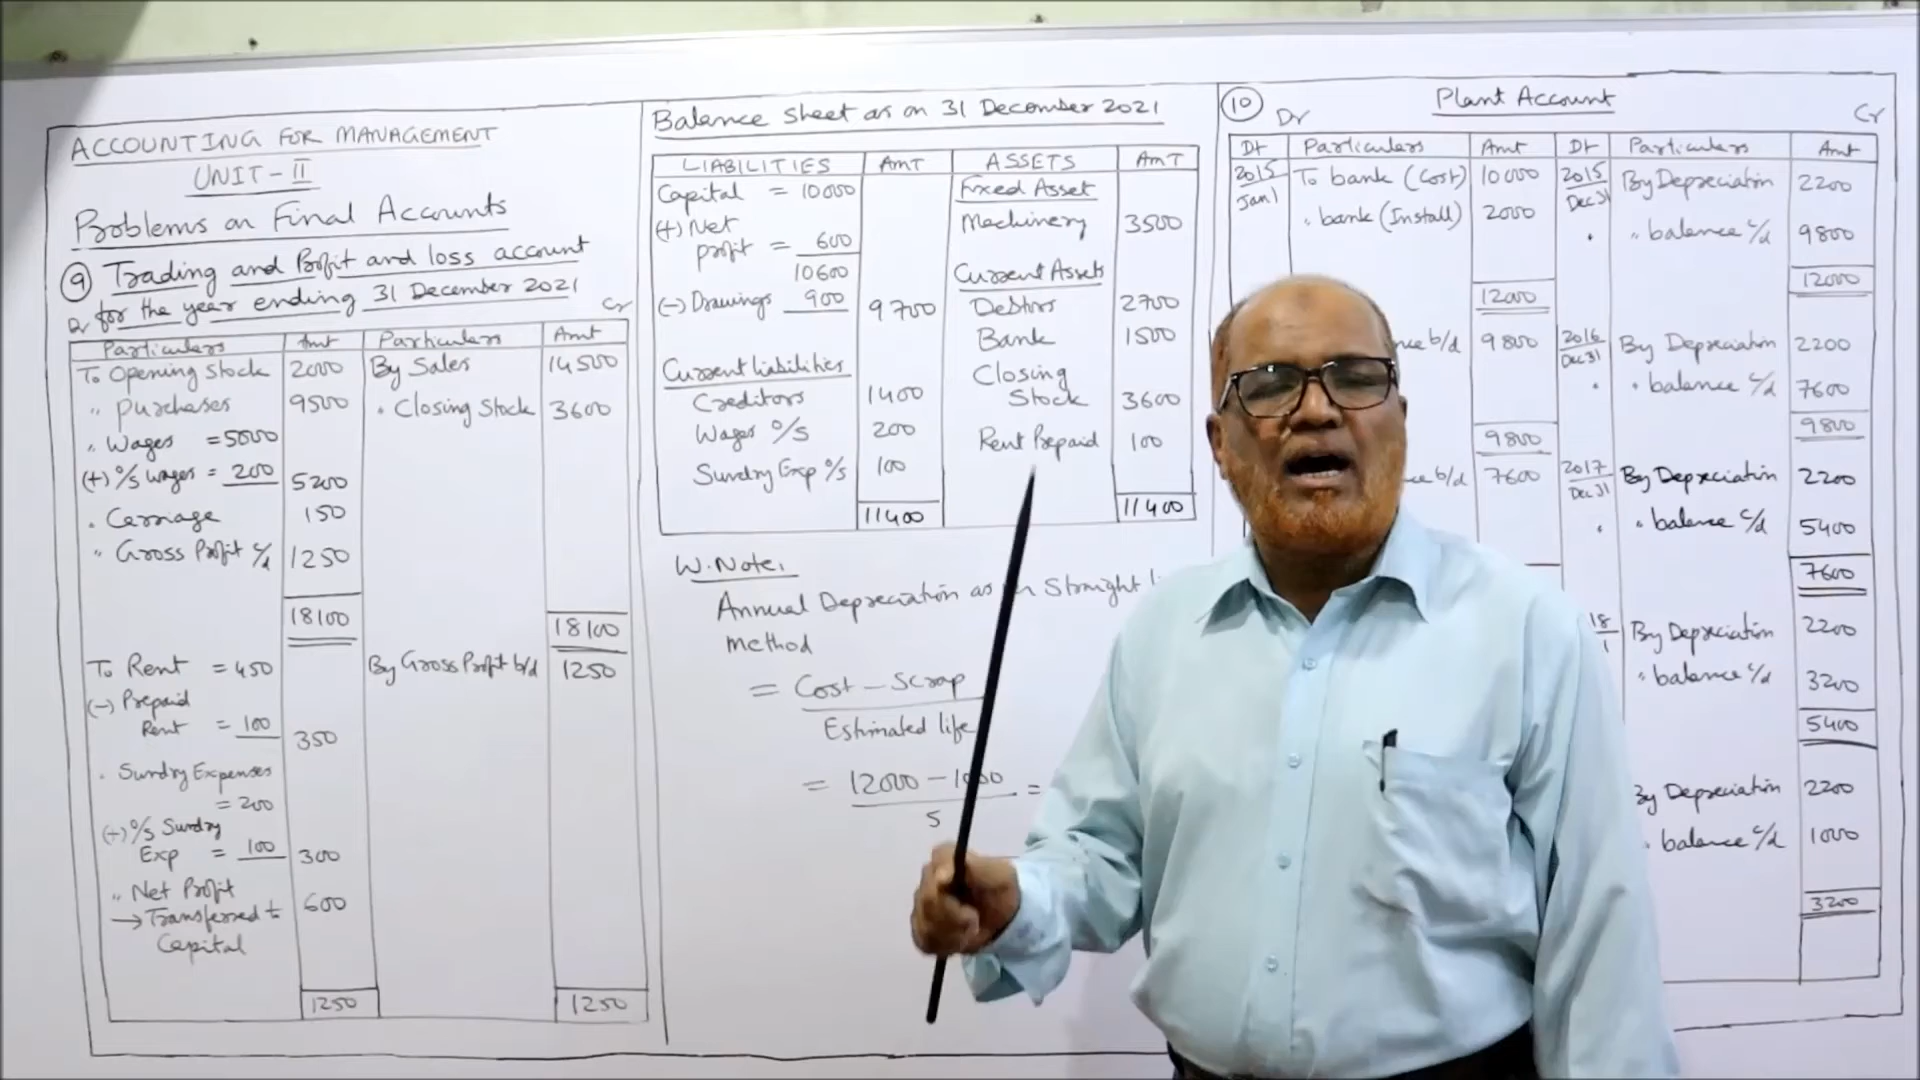 ACCOUNTING FOR MANAGEMENT
UNIT - II
Problems on Final Accounts
9 Trading and Profit and loss account
for the year ending 31 December 2021
Dr Cr
Particulars Amt Particulars Amt
To Opening Stock 2000 By Sales 14500
" purchases 9500 " Closing Stock 3600
" Wages = 5000
(+) o/s wages = 200 5200
" Carriage 150
" Gross Profit c/d 1250
18100 18100
To Rent = 450 By Gross Profit b/d 1250
(-) Prepaid
Rent = 100 350
" Sundry Expenses
= 200
(+) o/s Sundry
Exp = 100 300
" Net Profit
→ Transferred to 600
Capital
1250 1250
Balance Sheet as on 31 December 2021
LIABILITIES AMT ASSETS AMT
Capital = 10000 Fixed Asset
(+) Net Machinery 3500
profit = 600
10600 Current Assets
(-) Drawings 900 9700 Debtors 2700
Bank 1500
Current liabilities Closing
Creditors 1400 Stock 3600
Wages o/s 200 Rent Prepaid 100
Sundry Exp o/s 100
11400 11400
W.Note:
Annual Depreciation as Straight
method
= Cost - Scrap
Estimated life
= 12000 - 1000 =
5
10 Plant Account
Dr Cr
Dt Particulars Amt Dt Particulars Amt
2015 Jan 1 To bank (Cost) 10000 2015 Dec 31 By Depreciation 2200
" bank (Install) 2000 " balance c/d 9800
12000 12000
b/d 9800 2016 Dec 31 By Depreciation 2200
" balance c/d 7600
9800 9800
b/d 7600 2017 Dec 31 By Depreciation 2200
" balance c/d 5400
7600
18 By Depreciation 2200
" balance c/d 3200
5400
By Depreciation 2200
" balance c/d 1000
3200